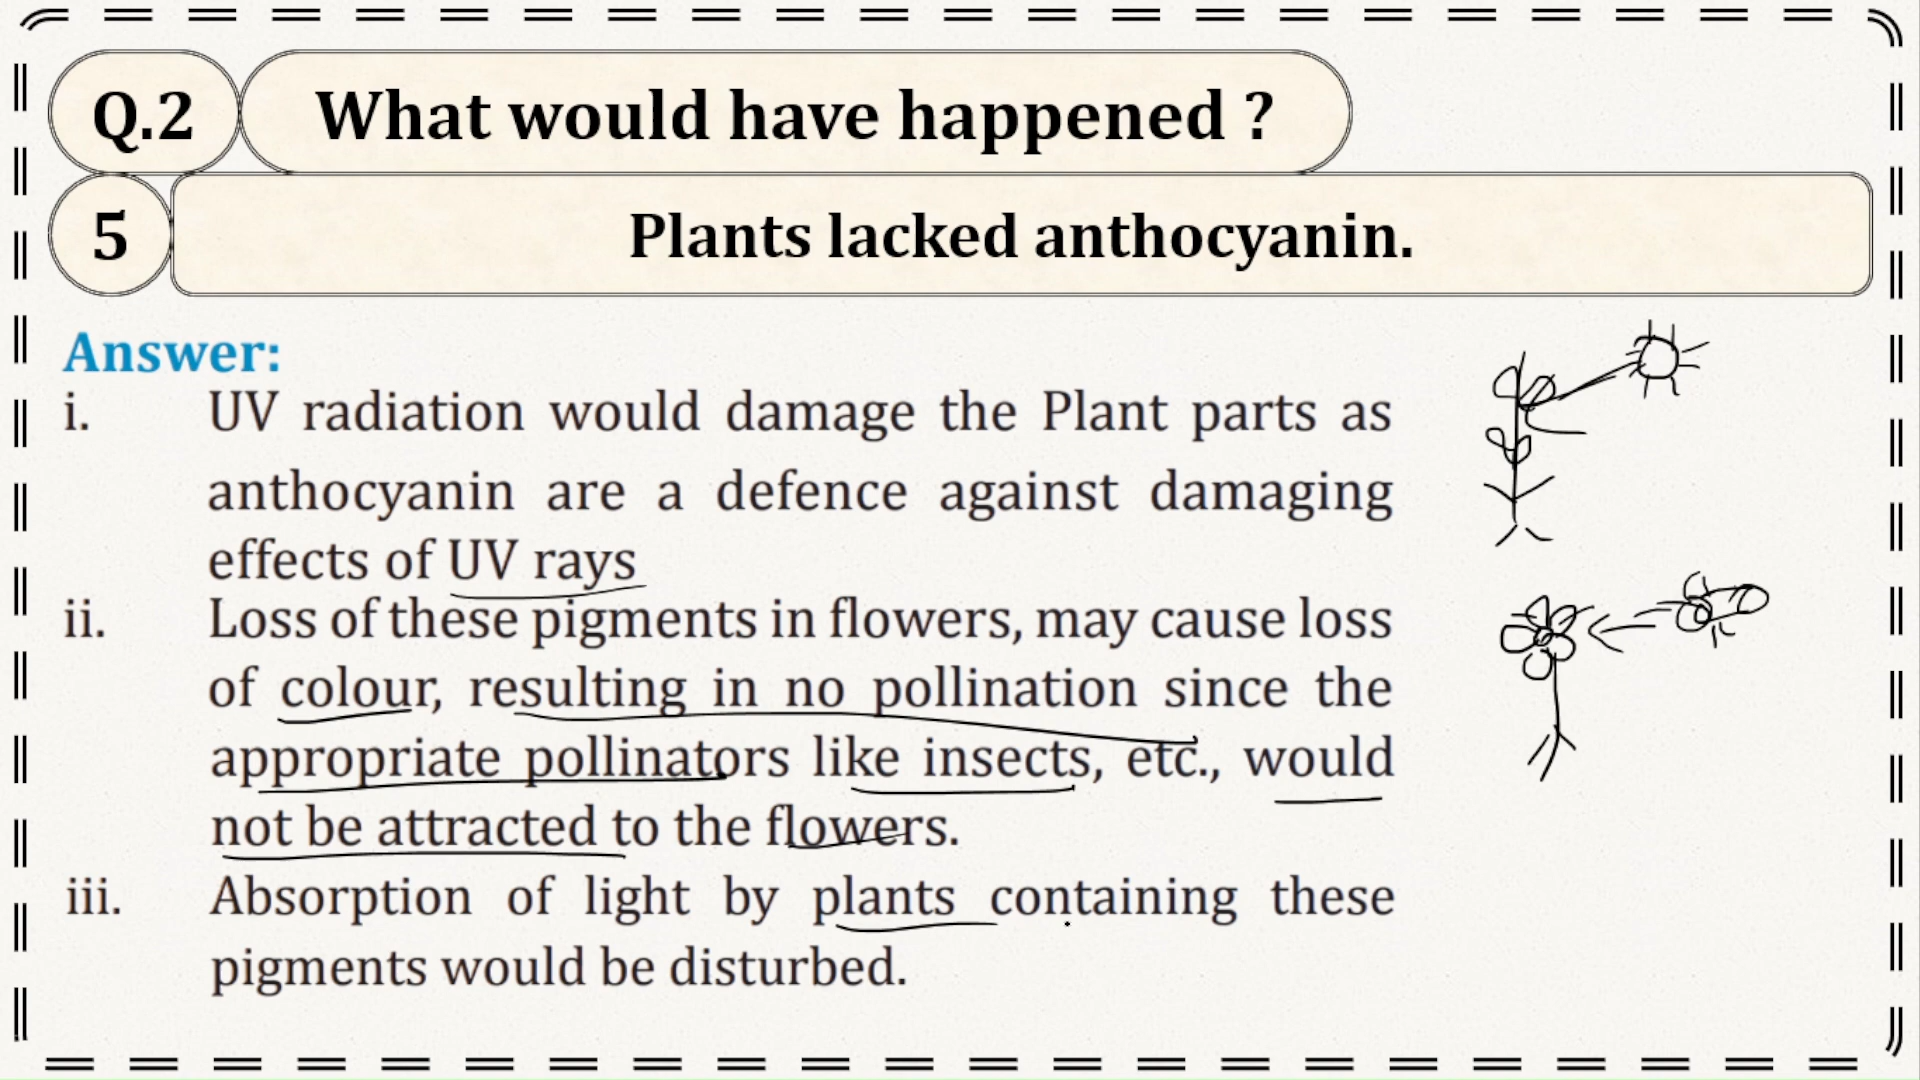 Q.2 What would have happened ?
5 Plants lacked anthocyanin.
Answer:
i. UV radiation would damage the Plant parts as
anthocyanin are a defence against damaging
effects of UV rays
ii. Loss of these pigments in flowers, may cause loss
of colour, resulting in no pollination since the
appropriate pollinators like insects, etc., would
not be attracted to the flowers.
iii. Absorption of light by plants containing these
pigments would be disturbed.